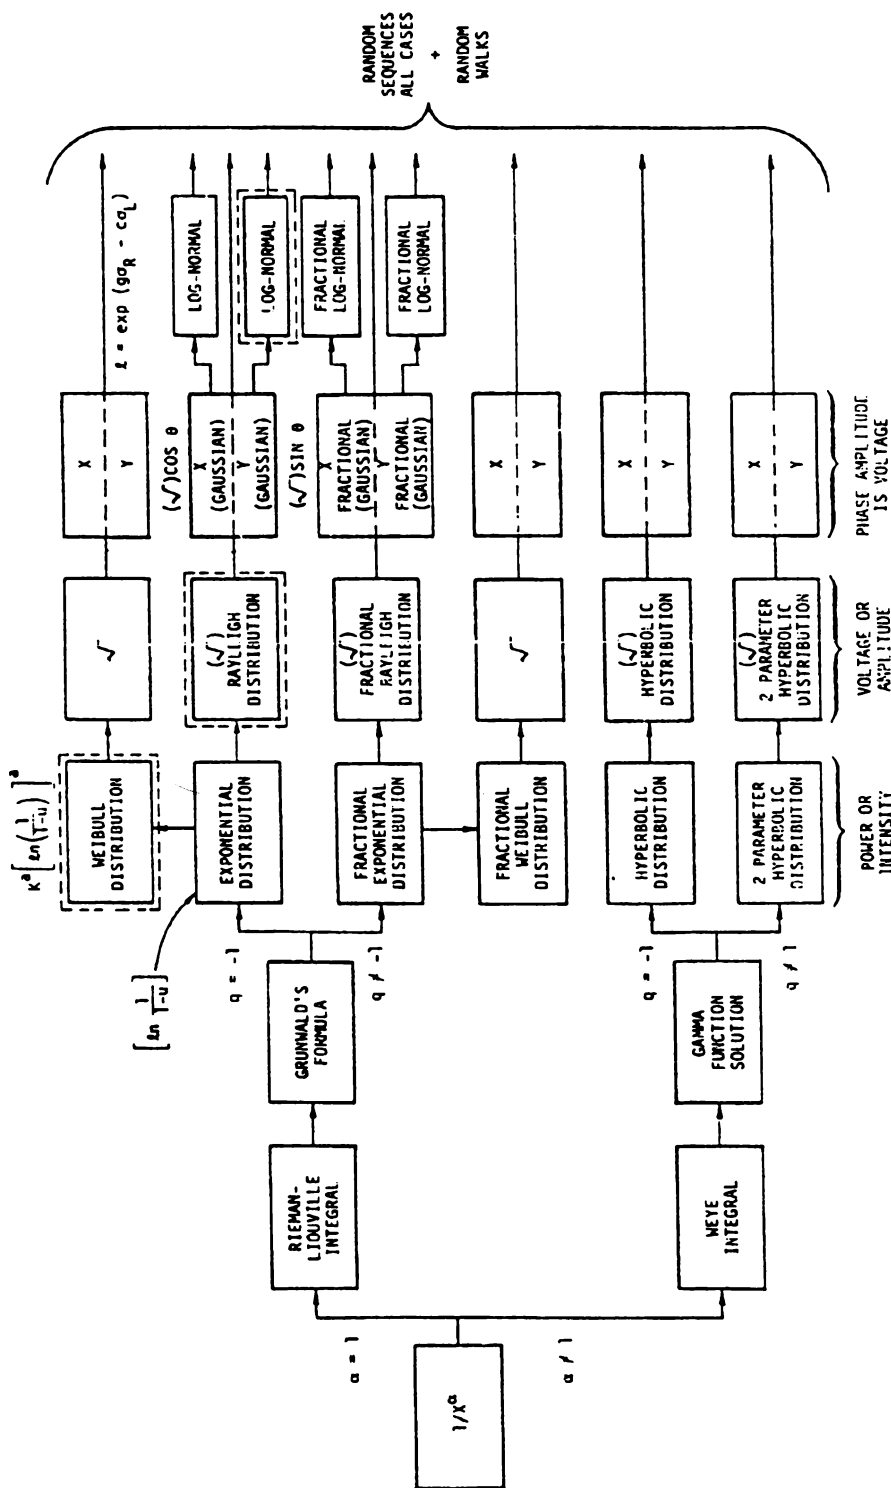 1/X^α
α = 1
α ≠ 1
RIEMAN-
LIOUVILLE
INTEGRAL
WEYE
INTEGRAL
GRUNWALD'S
FORMULA
GAMMA
FUNCTION
SOLUTION
q = -1
q ≠ -1
q = -1
q ≠ 1
[ℓn 1/1-u]
K^a [ℓn(1/1-u)]^a
WEIBULL
DISTRIBUTION
EXPONENTIAL
DISTRIBUTION
FRACTIONAL
EXPONENTIAL
DISTRIBUTION
FRACTIONAL
WEIBULL
DISTRIBUTION
HYPERBOLIC
DISTRIBUTION
2 PARAMETER
HYPERBOLIC
DISTRIBUTION
POWER OR
INTENSITY
√
(√)
RAYLEIGH
DISTRIBUTION
(√)
FRACTIONAL
RAYLEIGH
DISTRIBUTION
√
(√)
HYPERBOLIC
DISTRIBUTION
(√)
2 PARAMETER
HYPERBOLIC
DISTRIBUTION
VOLTAGE OR
AMPLITUDE
X
Y
(√)COS θ
X
(GAUSSIAN)
Y
(GAUSSIAN)
(√)SIN θ
X
FRACTIONAL
(GAUSSIAN)
Y
FRACTIONAL
(GAUSSIAN)
X
Y
X
Y
X
Y
PHASE AMPLITUDE
IS VOLTAGE
ℓ = exp (gσ_R - cσ_L)
LOG-NORMAL
LOG-NORMAL
FRACTIONAL
LOG-NORMAL
FRACTIONAL
LOG-NORMAL
RANDOM
SEQUENCES
ALL CASES
+
RANDOM
WALKS